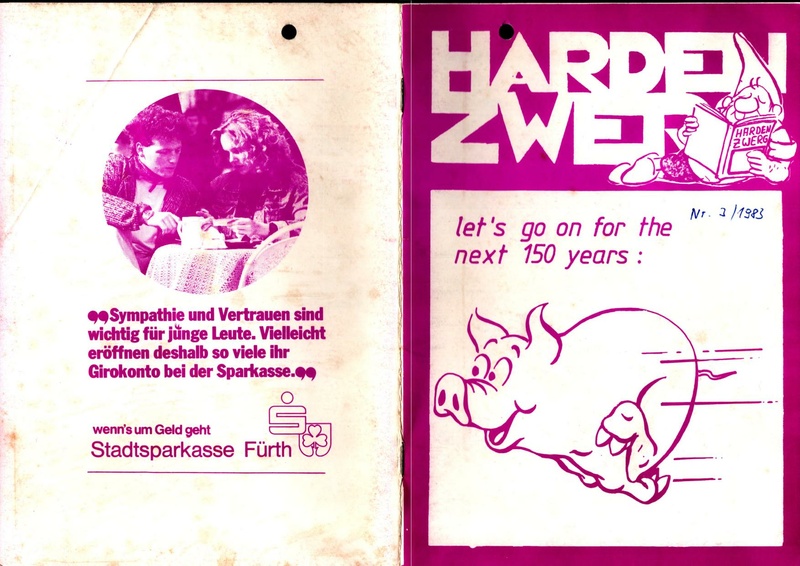 ❞Sympathie und Vertrauen sind
wichtig für junge Leute. Vielleicht
eröffnen deshalb so viele ihr
Girokonto bei der Sparkasse.❞
wenn's um Geld geht
Stadtsparkasse Fürth
HARDEN
ZWERG
HARDEN
ZWERG
Nr. 3/1983
let's go on for the
next 150 years: